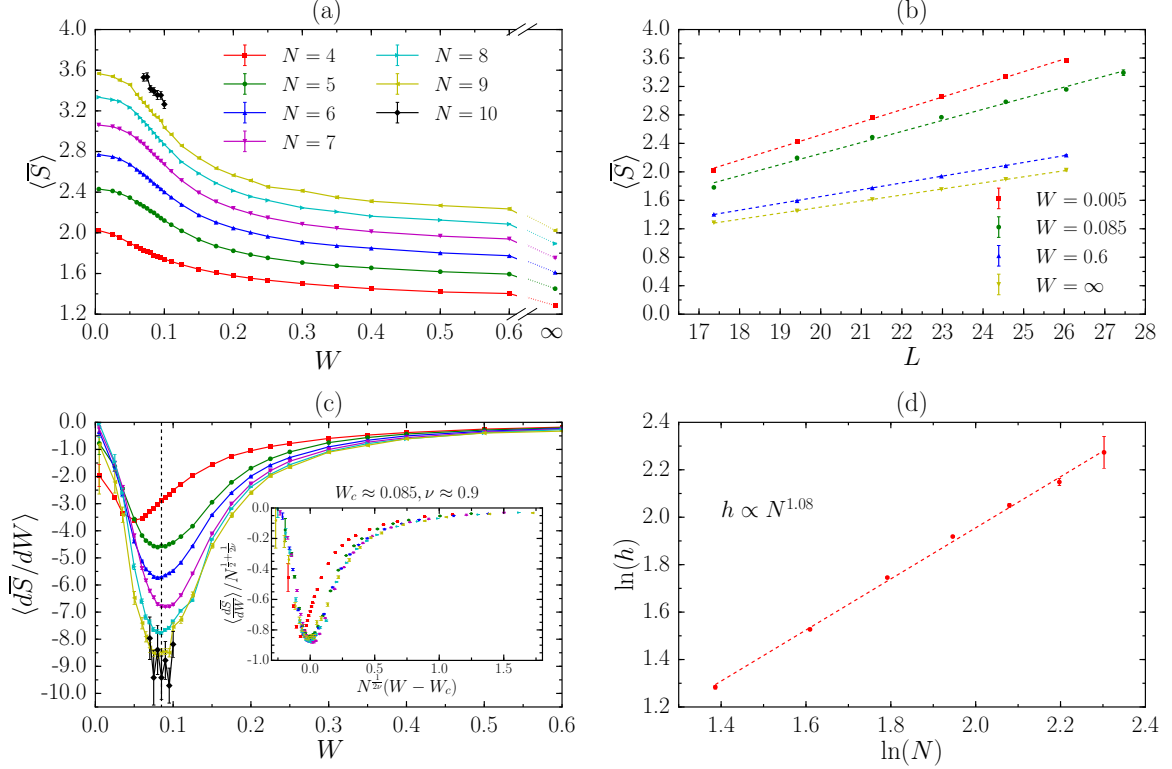 (a)
4.0
3.6
3.2
2.8
2.4
2.0
1.6
1.2
⟨S̅⟩
N = 4
N = 5
N = 6
N = 7
N = 8
N = 9
N = 10
0.0 0.1 0.2 0.3 0.4 0.5 0.6 ∞
W
(b)
4.0
3.6
3.2
2.8
2.4
2.0
1.6
1.2
0.8
0.4
0.0
⟨S̅⟩
W = 0.005
W = 0.085
W = 0.6
W = ∞
17 18 19 20 21 22 23 24 25 26 27 28
L
(c)
0.0
-1.0
-2.0
-3.0
-4.0
-5.0
-6.0
-7.0
-8.0
-9.0
-10.0
⟨dS̅/dW⟩
W_c ≈ 0.085, ν ≈ 0.9
0.0
-0.2
-0.4
-0.6
-0.8
-1.0
⟨dS̅/dW⟩/N^{1/2+1/2ν}
0.0 0.5 1.0 1.5
N^{1/2ν}(W − W_c)
0.0 0.1 0.2 0.3 0.4 0.5 0.6
W
(d)
2.4
2.2
2.0
1.8
1.6
1.4
1.2
ln(h)
h ∝ N^{1.08}
1.4 1.6 1.8 2.0 2.2 2.4
ln(N)